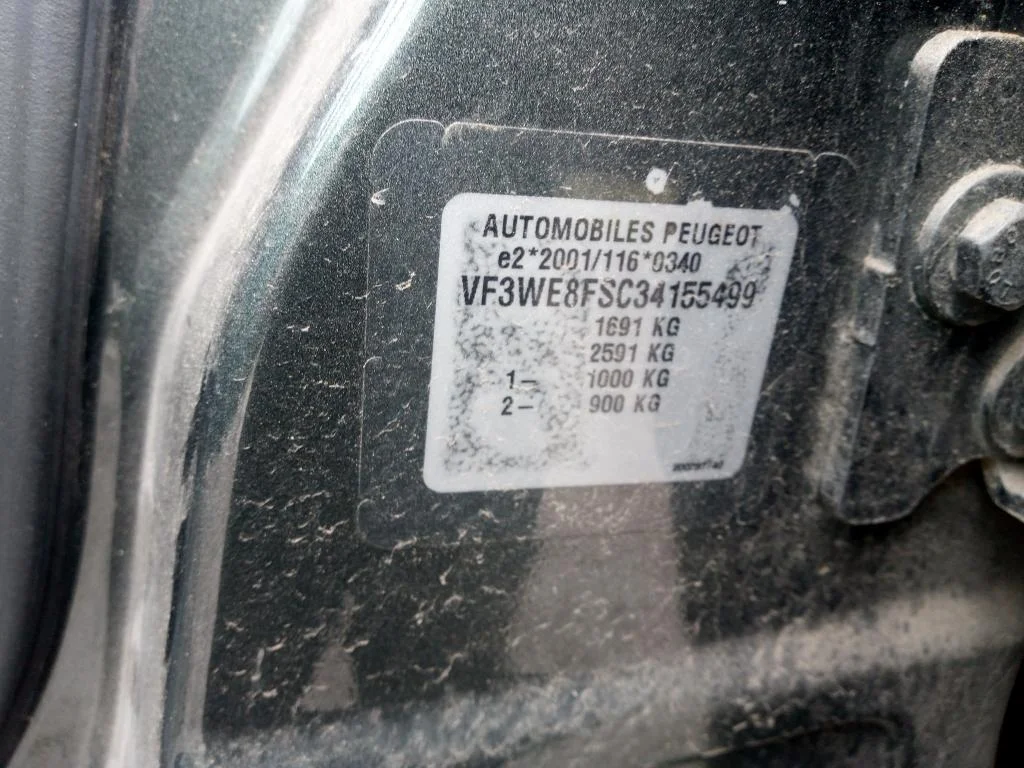 AUTOMOBILES PEUGEOT
e2*2001/116*0340
VF3WE8FSC34155499
1691 KG
2591 KG
1— 1000 KG
2— 900 KG